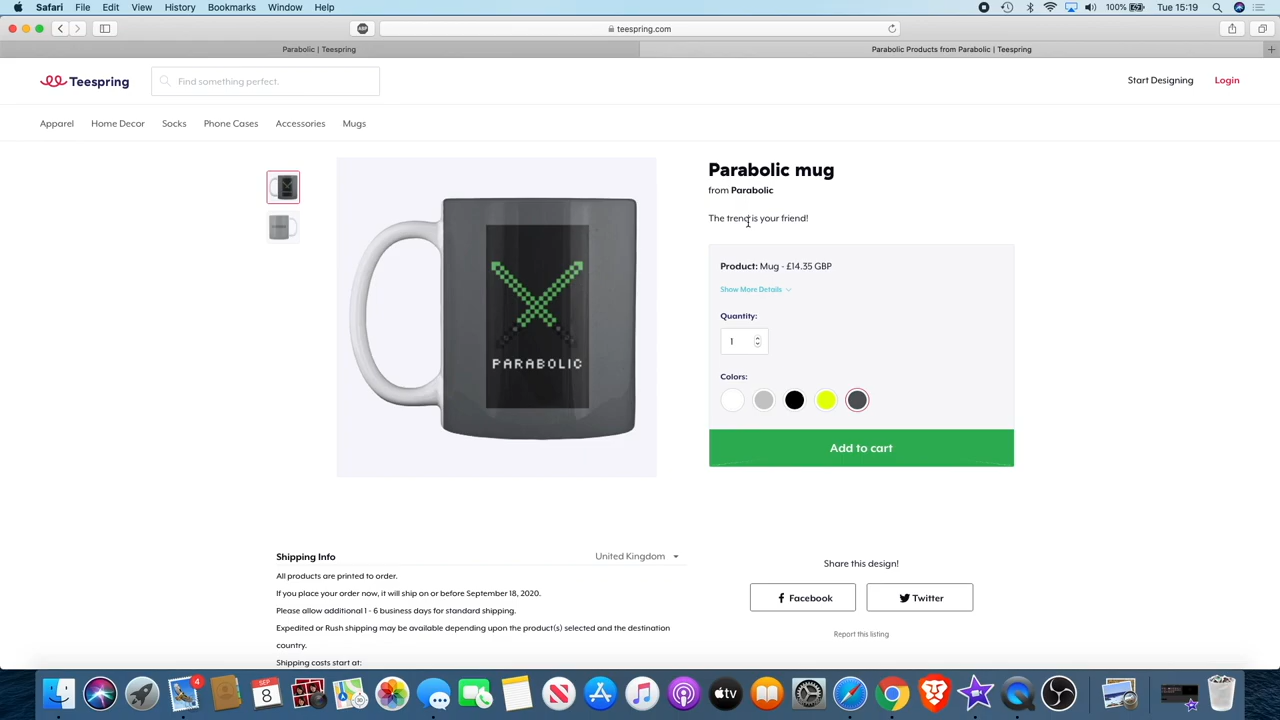 Safari File Edit View History Bookmarks Window Help
100% Tue 15:19
ABP
teespring.com
Parabolic | Teespring
Parabolic Products from Parabolic | Teespring
Teespring
Find something perfect.
Start Designing
Login
Apparel Home Decor Socks Phone Cases Accessories Mugs
PARABOLIC
Parabolic mug
from Parabolic
The trend is your friend!
Product: Mug - £14.35 GBP
Show More Details
Quantity:
1
Colors:
Add to cart
Shipping Info
United Kingdom
All products are printed to order.
If you place your order now, it will ship on or before September 18, 2020.
Please allow additional 1 - 6 business days for standard shipping.
Expedited or Rush shipping may be available depending upon the product(s) selected and the destination
country.
Shipping costs start at:
Share this design!
Facebook
Twitter
Report this listing
4
SEP
8
tv